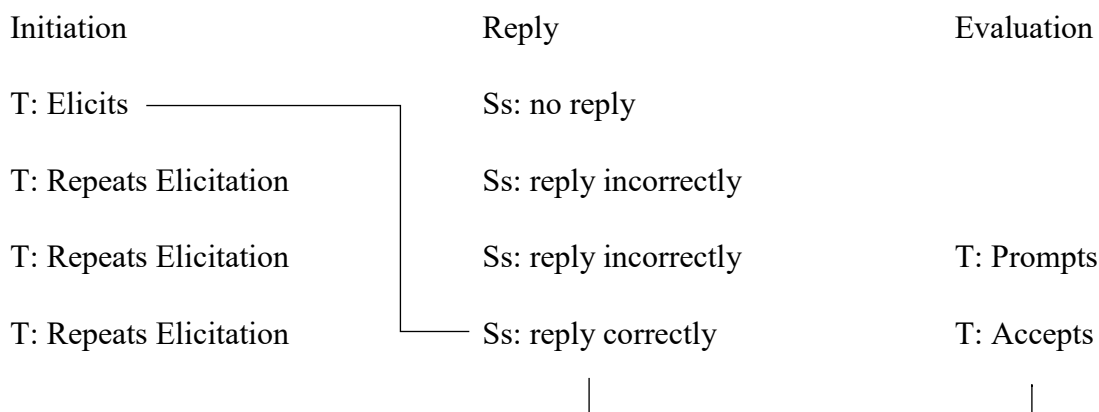 Initiation Reply Evaluation
T: Elicits Ss: no reply
T: Repeats Elicitation Ss: reply incorrectly
T: Repeats Elicitation Ss: reply incorrectly T: Prompts
T: Repeats Elicitation Ss: reply correctly T: Accepts